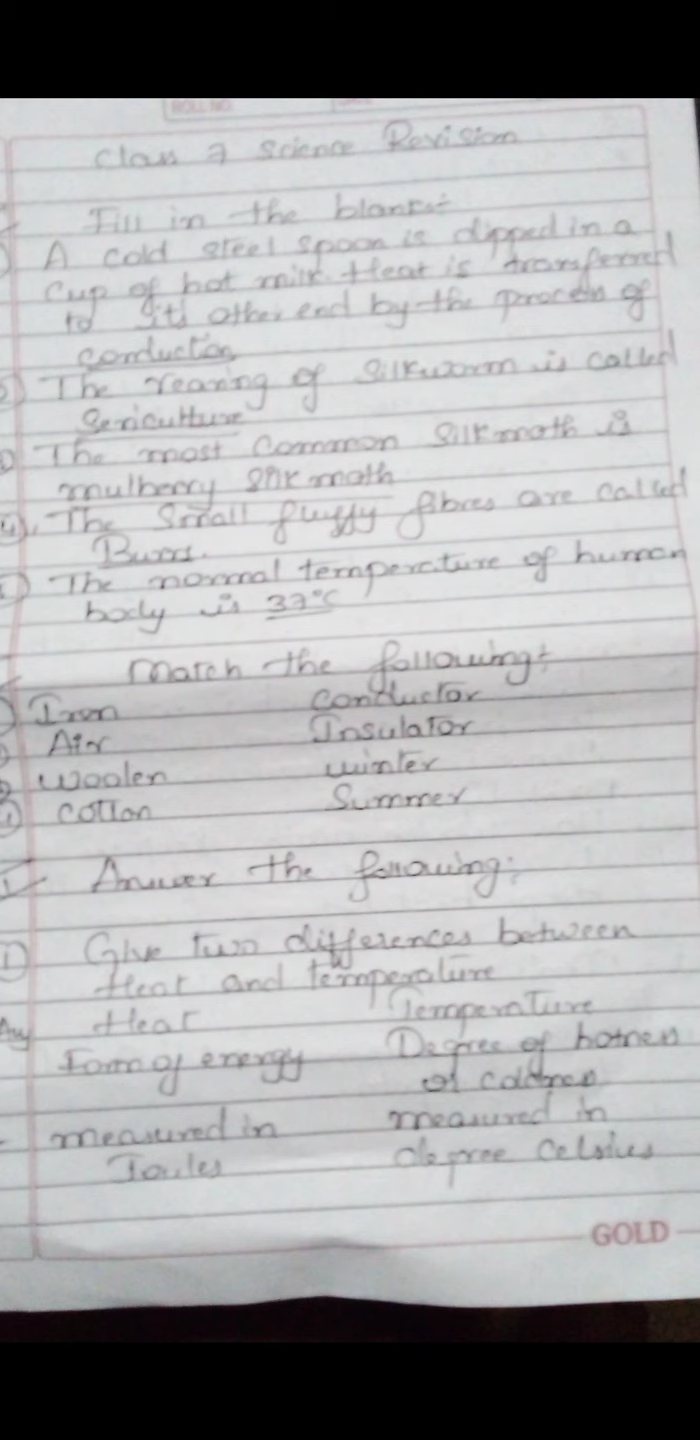 Class 7 Science Revision
Fill in the blanks:-
A cold steel spoon is dipped in a
cup of hot milk. Heat is transferred
to its other end by the process of
conduction
The rearing of silkworm is called
Sericulture
The most common silk moth is
mulberry silk moth
4). The small fluffy fibres are called
Burrs.
The normal temperature of human
body is 37°C
Match the following:-
Iron conductor
Air Insulator
woolen winter
cotton Summer
Answer the following:
1) Give two differences between
Heat and temperature
Ans Heat Temperature
Form of energy Degree of hotness
or coldness
- measured in measured in
Joules degree Celsius
GOLD